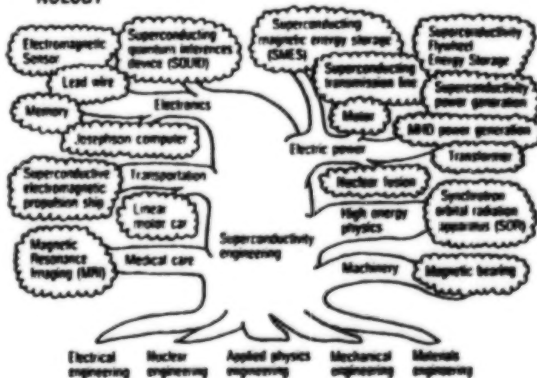 NOLOGY
Electromagnetic
Sensor
Superconducting
quantum inferences
device (SQUID)
Lead wire
Memory
Electronics
Josephson computer
Superconductive
electromagnetic
propulsion ship
Transportation
Linear
motor car
Magnetic
Resonance
Imaging (MRI)
Medical care
Superconducting
magnetic energy storage
(SMES)
Superconductivity
Flywheel
Energy Storage
Superconducting
transmission line
Superconductivity
power generation
Motor
MHD power generation
Electric power
Transformer
Nuclear fusion
High energy
physics
Synchrotron
orbital radiation
apparatus (SOR)
Superconductivity
engineering
Machinery
Magnetic bearing
Electrical
engineering
Nuclear
engineering
Applied physics
engineering
Mechanical
engineering
Materials
engineering